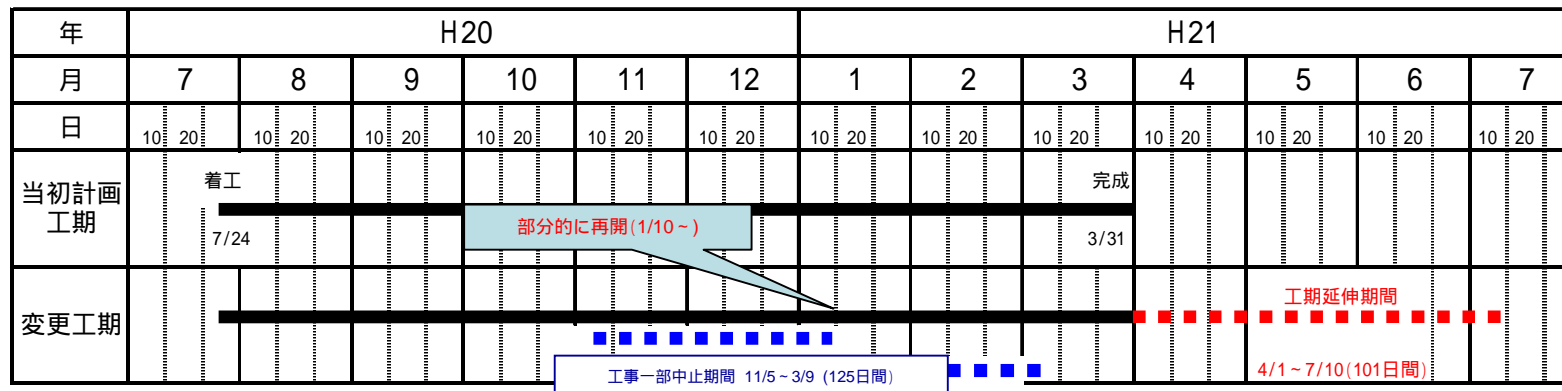 年 H20 H21
月 7 8 9 10 11 12 1 2 3 4 5 6 7
日 10 20 10 20 10 20 10 20 10 20 10 20 10 20 10 20 10 20 10 20 10 20 10 20 10 20
当初計画
工期
着工
完成
部分的に再開(1/10~)
7/24
3/31
変更工期
工期延伸期間
工事一部中止期間 11/5~3/9 (125日間)
4/1~7/10(101日間)